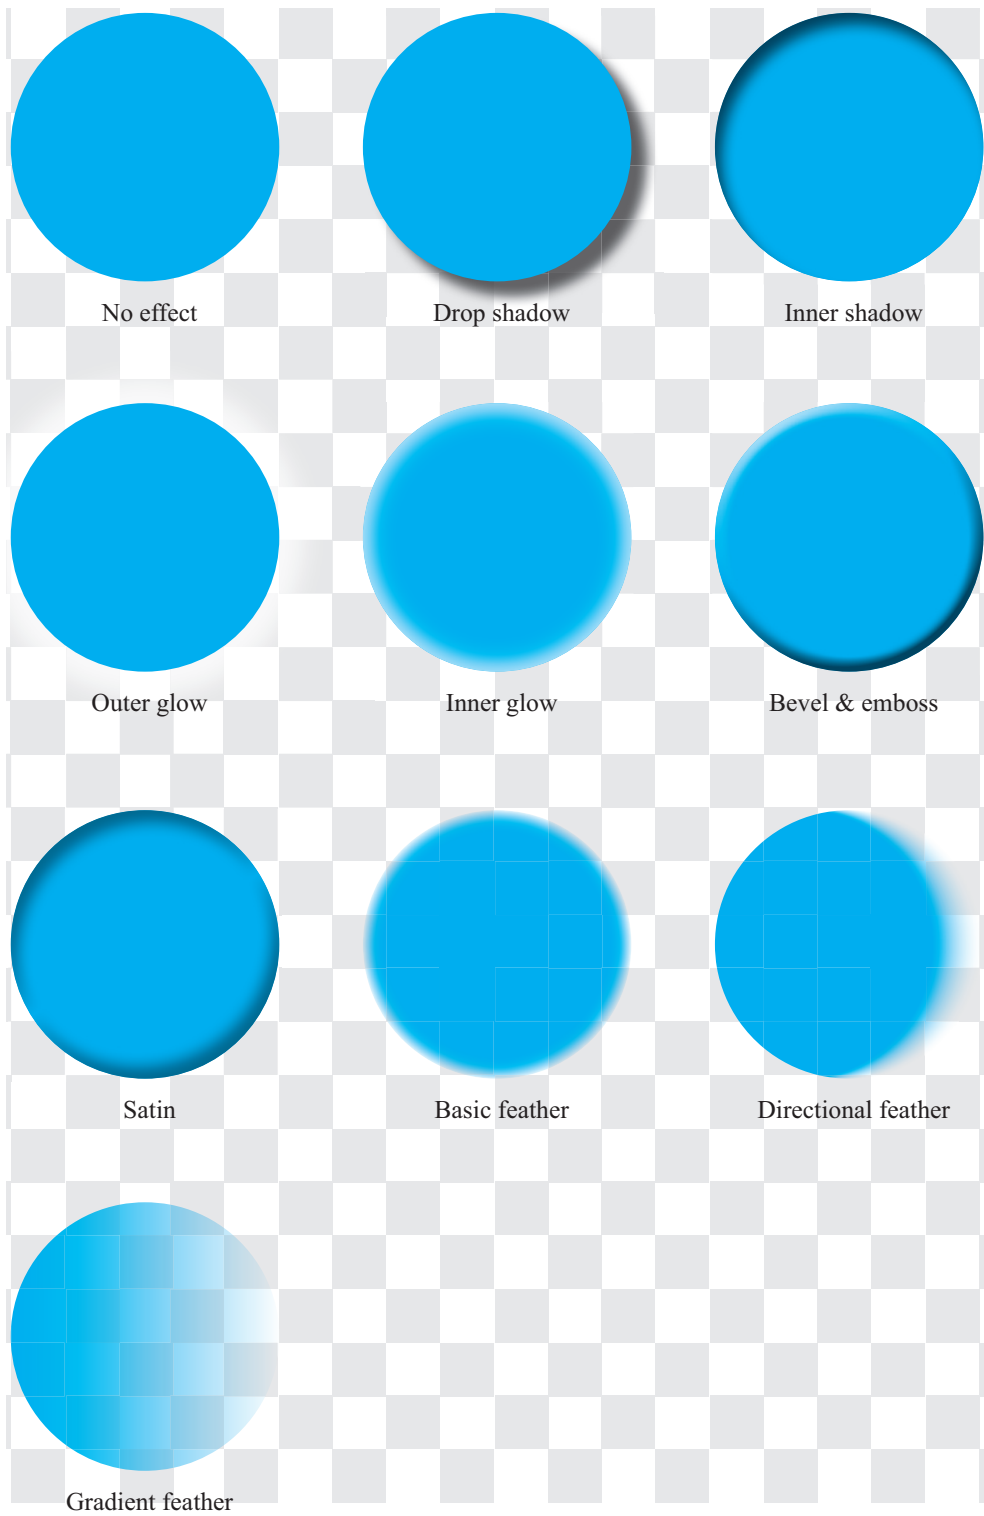 No effect
Drop shadow
Inner shadow
Outer glow
Inner glow
Bevel & emboss
Satin
Basic feather
Directional feather
Gradient feather